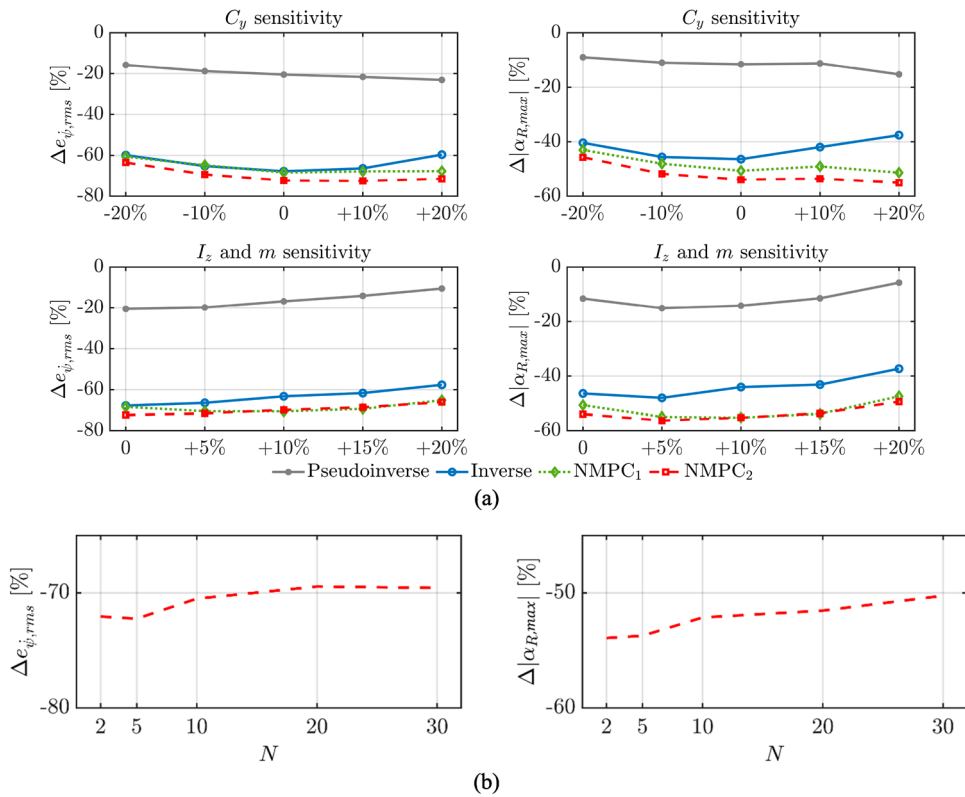 C_y sensitivity
Δe_ψ̇,rms [%]
0
-20
-40
-60
-80
-20% -10% 0 +10% +20%
C_y sensitivity
Δ|α_R,max| [%]
0
-20
-40
-60
-20% -10% 0 +10% +20%
I_z and m sensitivity
Δe_ψ̇,rms [%]
0
-20
-40
-60
-80
0 +5% +10% +15% +20%
I_z and m sensitivity
Δ|α_R,max| [%]
0
-20
-40
-60
0 +5% +10% +15% +20%
Pseudoinverse Inverse NMPC₁ NMPC₂
(a)
Δe_ψ̇,rms [%]
-70
-80
2 5 10 20 30
N
Δ|α_R,max| [%]
-50
-60
2 5 10 20 30
N
(b)